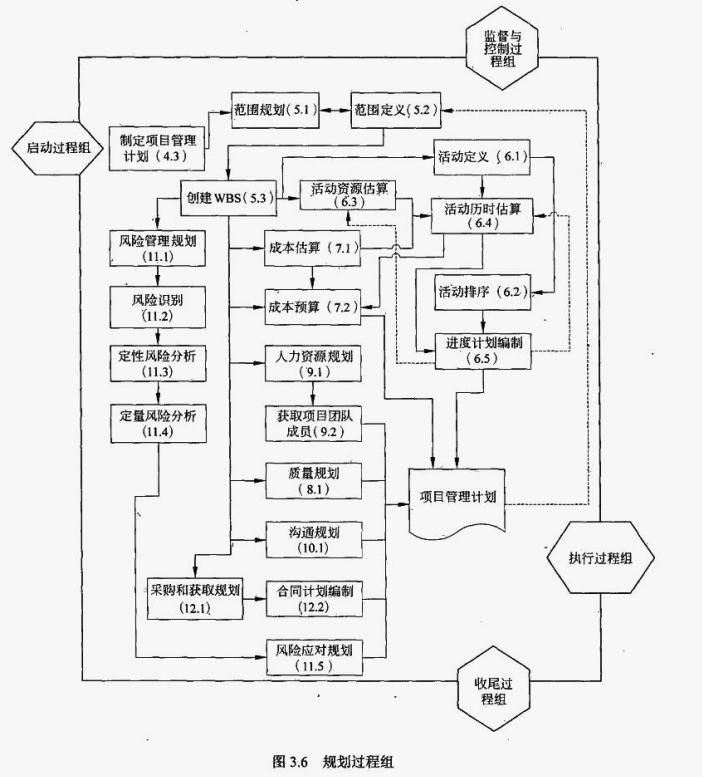 监督与
控制过
程组
启动过程组
制定项目管理
计划(4.3)
范围规划(5.1)
范围定义(5.2)
活动定义(6.1)
创建WBS(5.3)
活动资源估算
(6.3)
活动历时估算
(6.4)
风险管理规划
(11.1)
成本估算(7.1)
风险识别
(11.2)
成本预算(7.2)
活动排序(6.2)
定性风险分析
(11.3)
人力资源规划
(9.1)
进度计划编制
(6.5)
定量风险分析
(11.4)
获取项目团队
成员(9.2)
质量规划
(8.1)
项目管理计划
沟通规划
(10.1)
执行过程组
采购和获取规划
(12.1)
合同计划编制
(12.2)
风险应对规划
(11.5)
收尾过
程组
图3.6 规划过程组